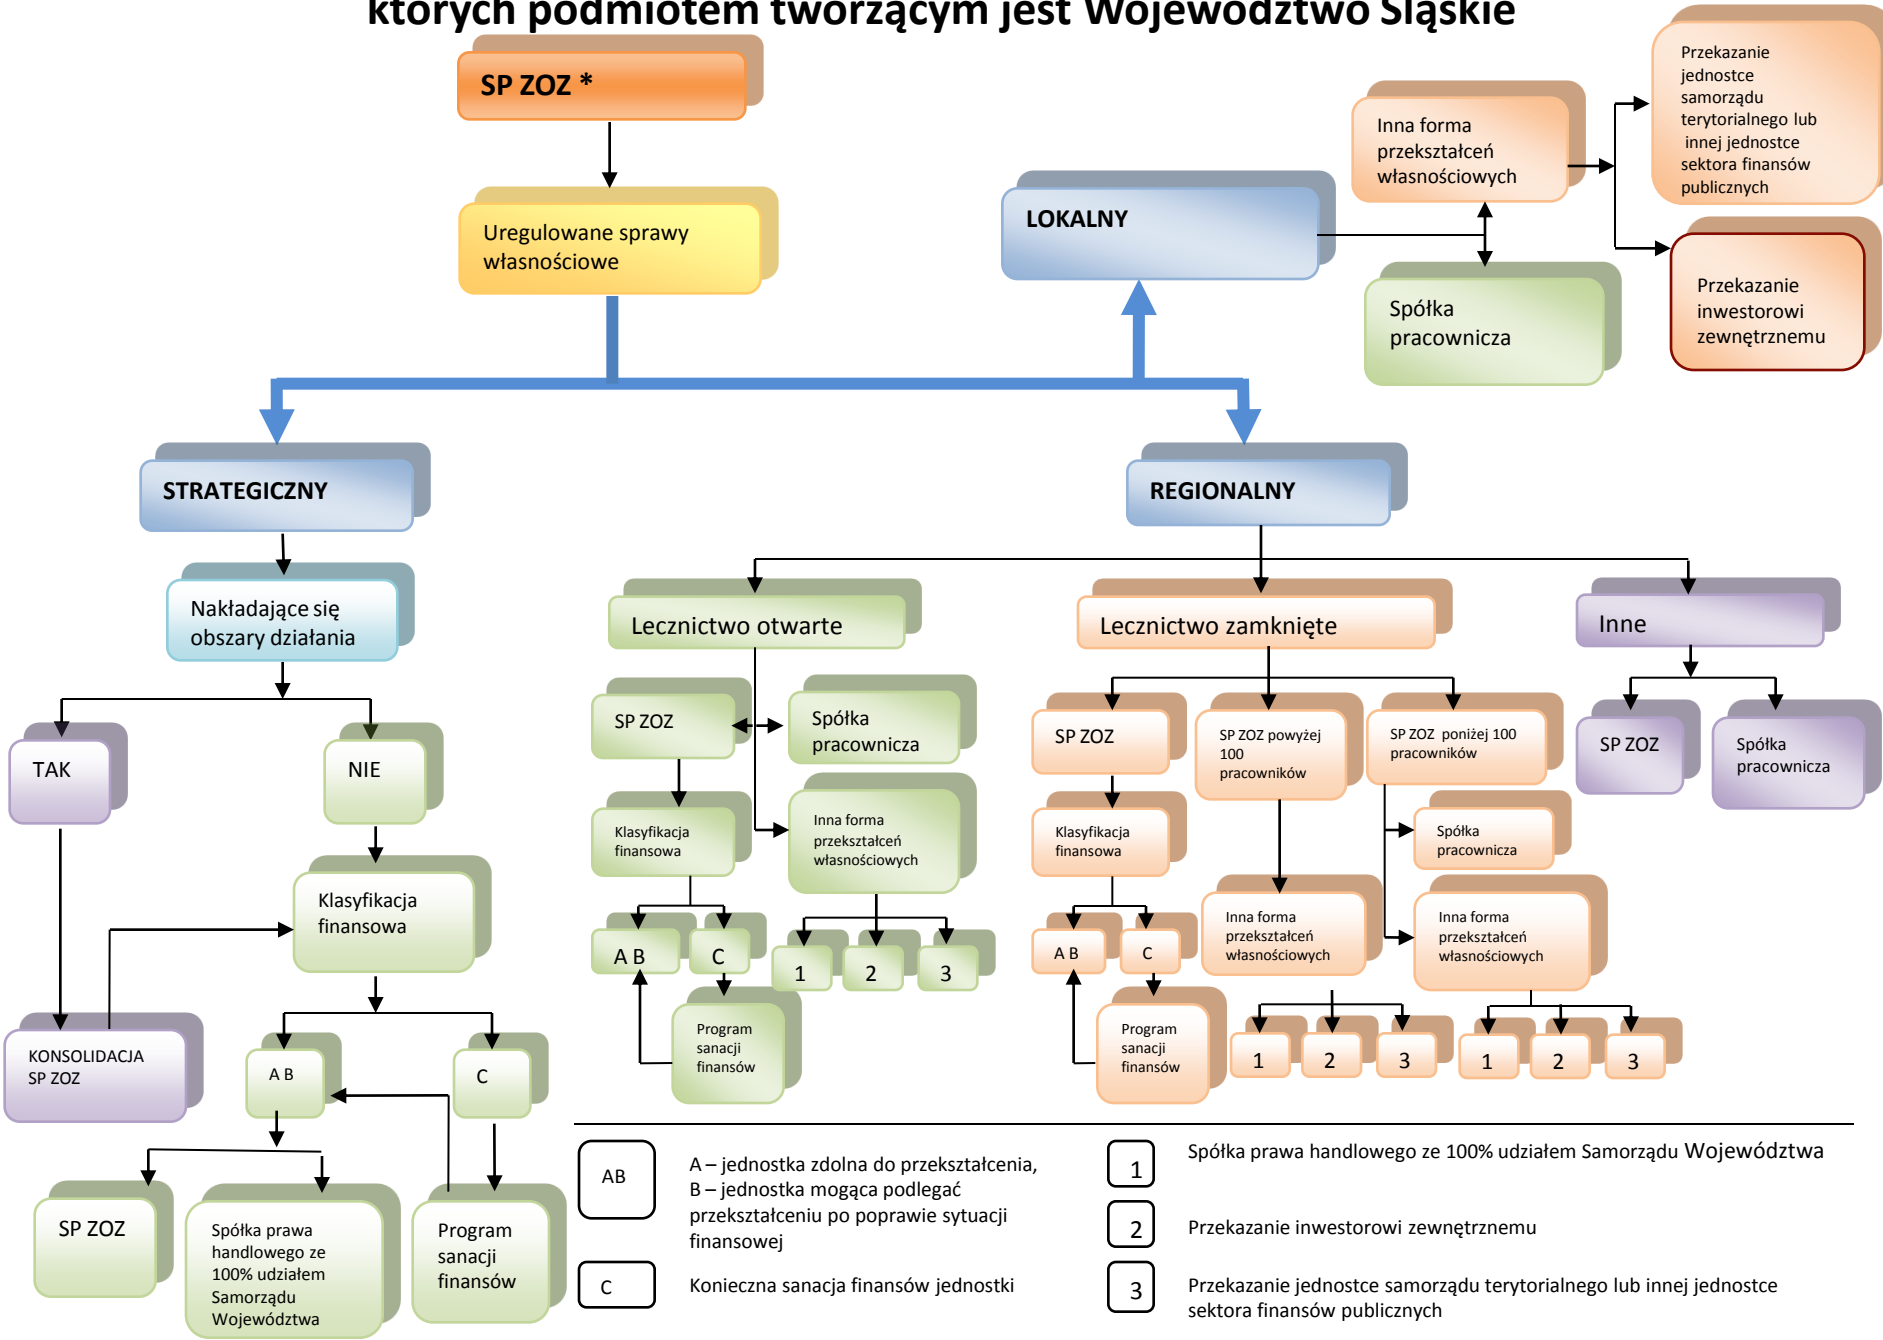 których podmiotem tworzącym jest Województwo Śląskie
SP ZOZ *
Uregulowane sprawy
własnościowe
LOKALNY
Inna forma
przekształceń
własnościowych
Przekazanie
jednostce
samorządu
terytorialnego lub
innej jednostce
sektora finansów
publicznych
Spółka
pracownicza
Przekazanie
inwestorowi
zewnętrznemu
STRATEGICZNY
REGIONALNY
Nakładające się
obszary działania
TAK
NIE
Klasyfikacja
finansowa
KONSOLIDACJA
SP ZOZ
A B
C
SP ZOZ
Spółka prawa
handlowego ze
100% udziałem
Samorządu
Województwa
Program
sanacji
finansów
Lecznictwo otwarte
SP ZOZ
Spółka
pracownicza
Klasyfikacja
finansowa
Inna forma
przekształceń
własnościowych
A B
C
1
2
3
Program
sanacji
finansów
Lecznictwo zamknięte
SP ZOZ
SP ZOZ powyżej
100
pracowników
SP ZOZ poniżej 100
pracowników
Klasyfikacja
finansowa
Spółka
pracownicza
A B
C
Inna forma
przekształceń
własnościowych
Inna forma
przekształceń
własnościowych
Program
sanacji
finansów
1
2
3
1
2
3
Inne
SP ZOZ
Spółka
pracownicza
AB
A – jednostka zdolna do przekształcenia,
B – jednostka mogąca podlegać
przekształceniu po poprawie sytuacji
finansowej
C
Konieczna sanacja finansów jednostki
1
Spółka prawa handlowego ze 100% udziałem Samorządu Województwa
2
Przekazanie inwestorowi zewnętrznemu
3
Przekazanie jednostce samorządu terytorialnego lub innej jednostce
sektora finansów publicznych